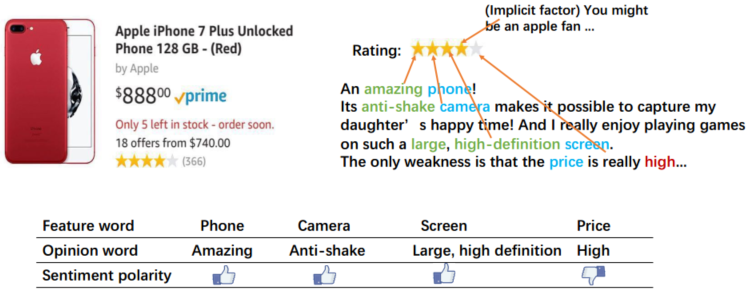 Apple iPhone 7 Plus Unlocked
Phone 128 GB - (Red)
by Apple
$88800 prime
Only 5 left in stock - order soon.
18 offers from $740.00
(366)
(Implicit factor) You might
be an apple fan ...
Rating:
An amazing phone!
Its anti-shake camera makes it possible to capture my
daughter's happy time! And I really enjoy playing games
on such a large, high-definition screen.
The only weakness is that the price is really high...
Feature word Phone Camera Screen Price
Opinion word Amazing Anti-shake Large, high definition High
Sentiment polarity